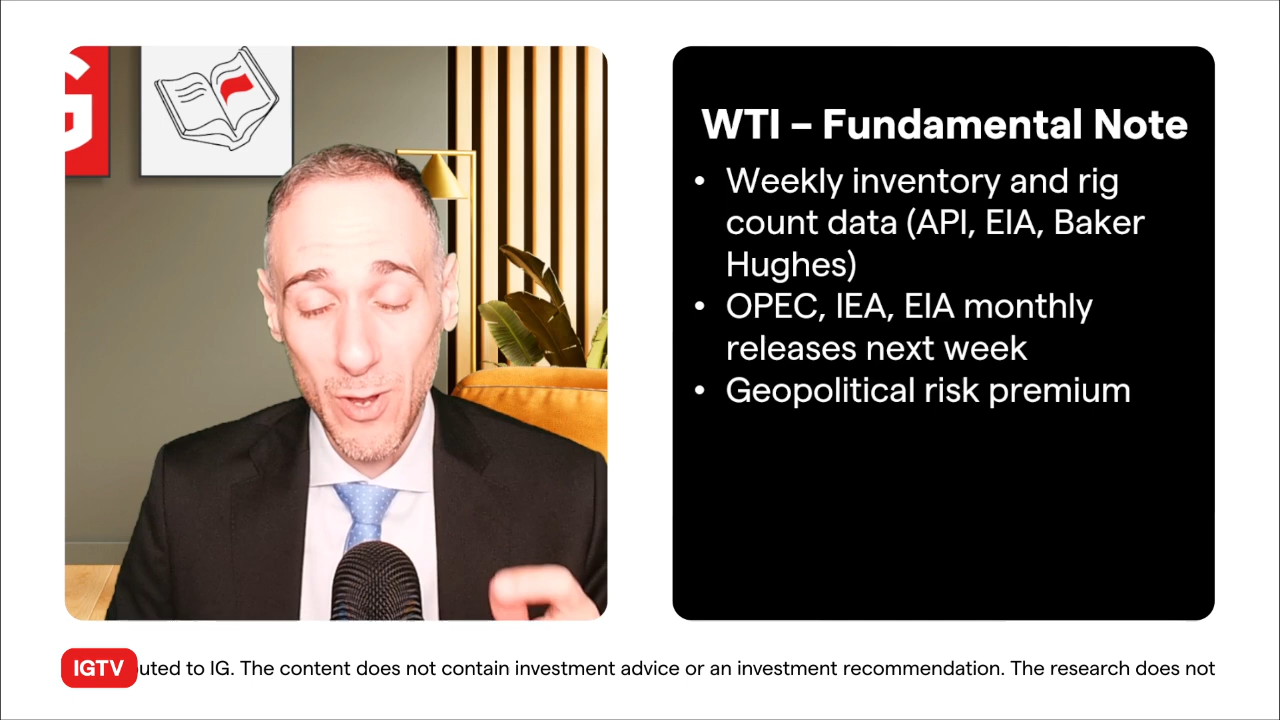 WTI – Fundamental Note
• Weekly inventory and rig
count data (API, EIA, Baker
Hughes)
• OPEC, IEA, EIA monthly
releases next week
• Geopolitical risk premium
IGTV
uted to IG. The content does not contain investment advice or an investment recommendation. The research does not